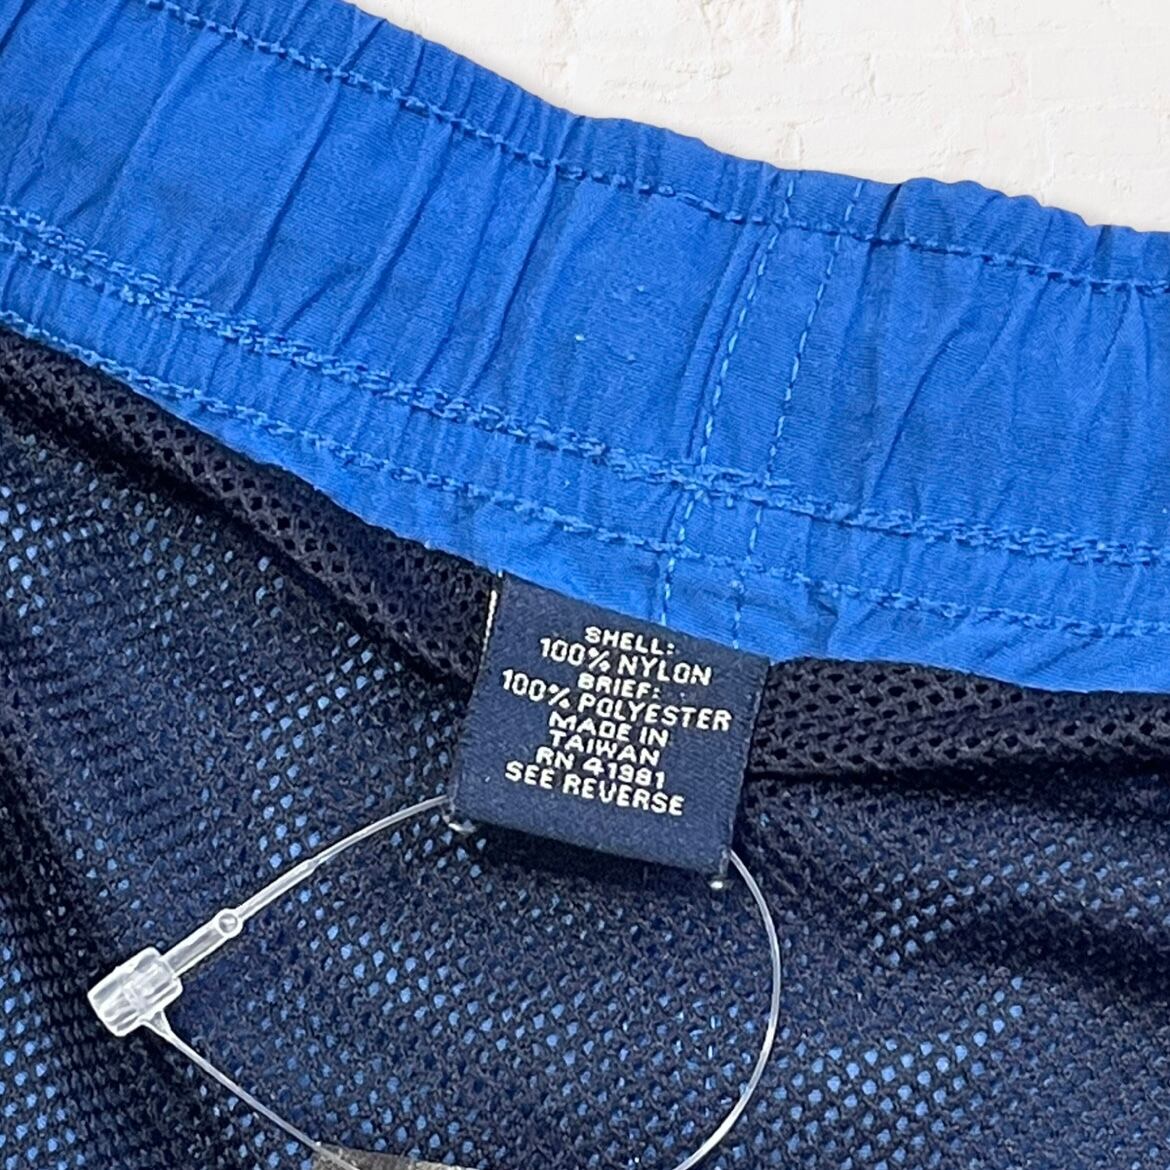 SHELL:
100% NYLON
BRIEF:
100% POLYESTER
MADE IN
TAIWAN
RN 41381
SEE REVERSE